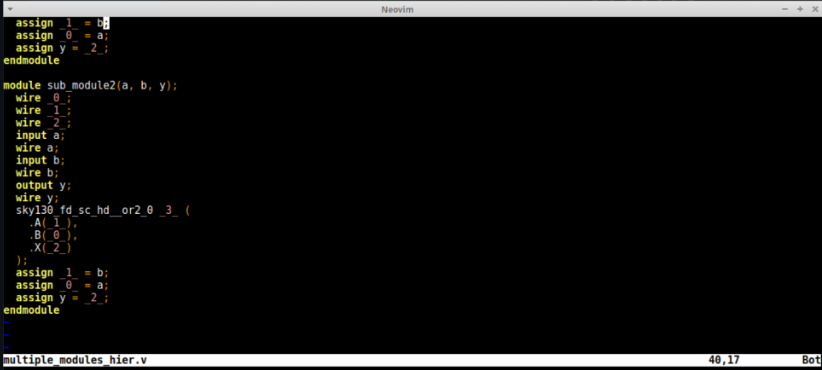 Neovim
  assign _1_ = b;
  assign _0_ = a;
  assign y = _2_;
endmodule

module sub_module2(a, b, y);
  wire _0_;
  wire _1_;
  wire _2_;
  input a;
  wire a;
  input b;
  wire b;
  output y;
  wire y;
  sky130_fd_sc_hd__or2_0 _3_ (
    .A(_1_),
    .B(_0_),
    .X(_2_)
  );
  assign _1_ = b;
  assign _0_ = a;
  assign y = _2_;
endmodule
~
~
~
multiple_modules_hier.v 40,17 Bot